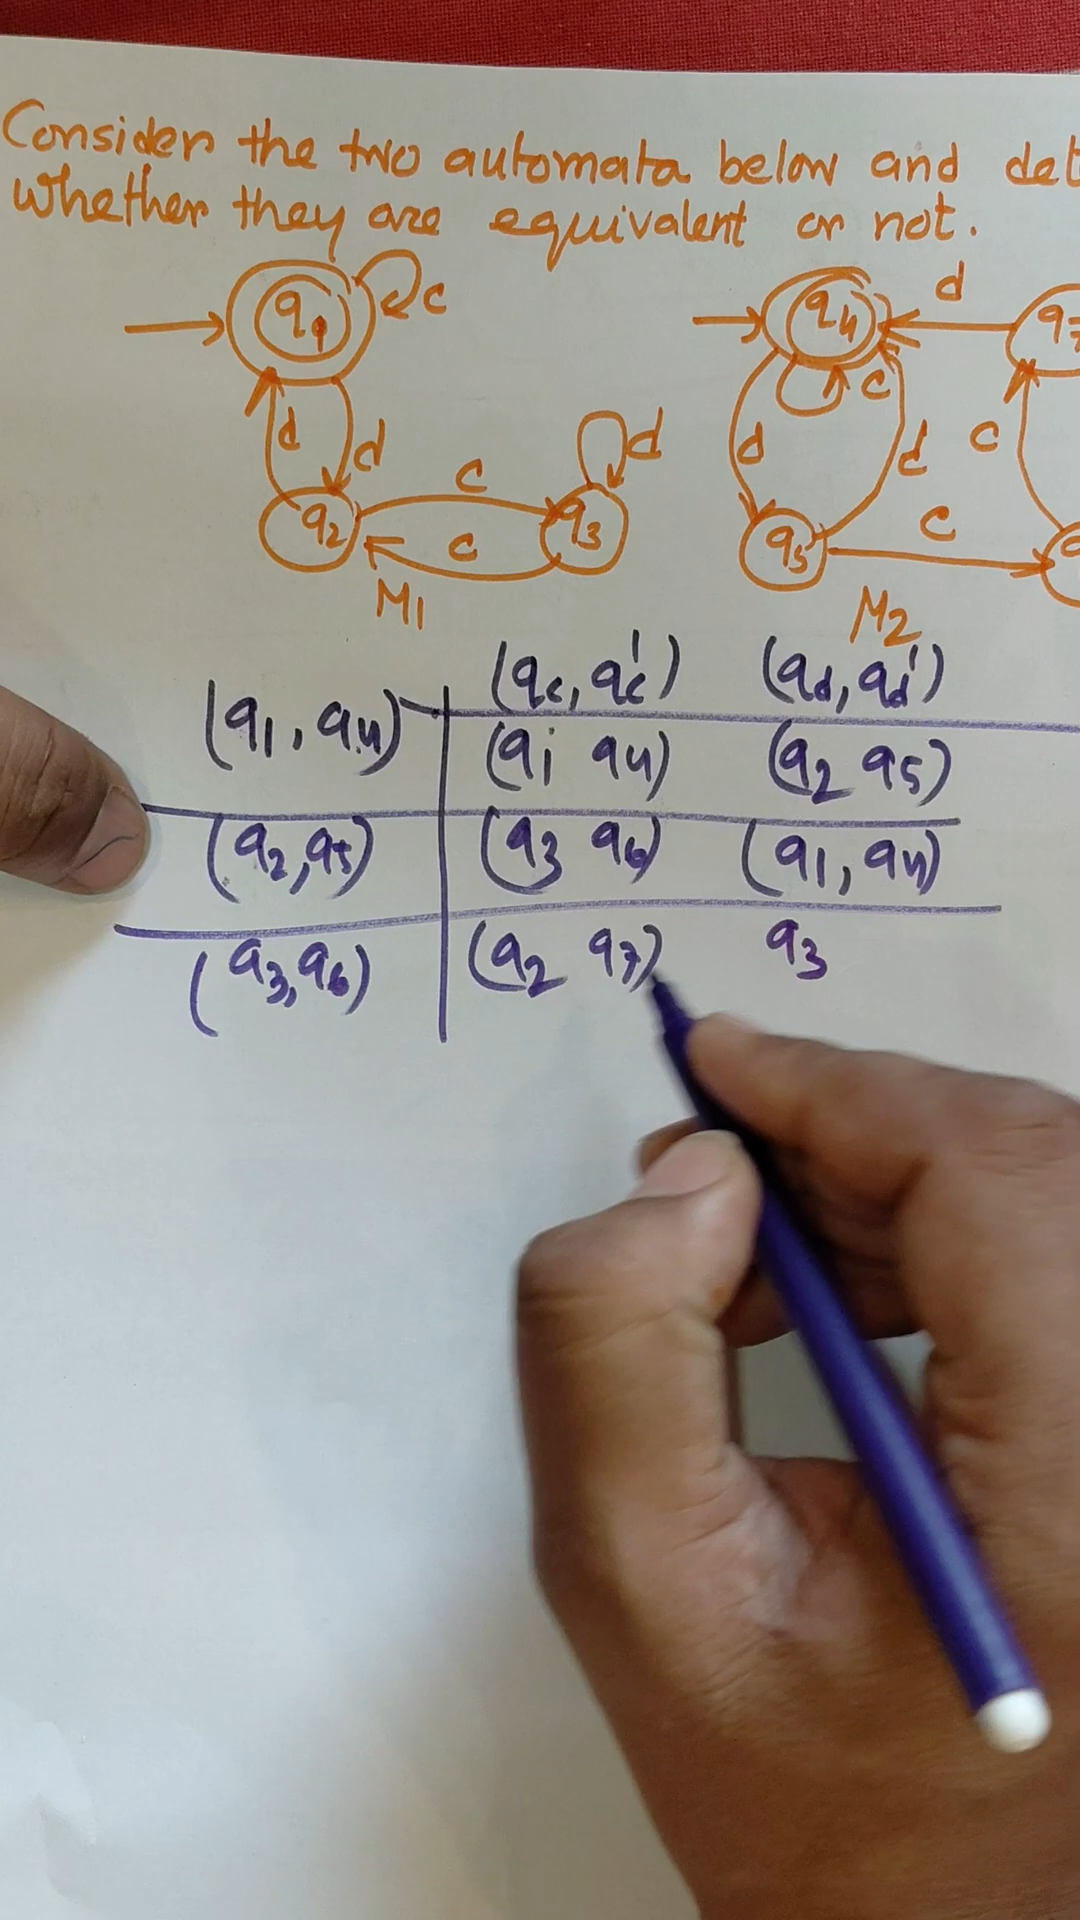 Consider the two automata below and det
whether they are equivalent or not.
q1 c q4 d q7
d d c d d c
c d
q2 q3 q5 c
c
M1 M2
(qc, qc') (qd, qd')
(q1, q4) (q1 q4) (q2 q5)
(q2, q5) (q3 q6) (q1, q4)
(q3, q6) (q2 q7) q3